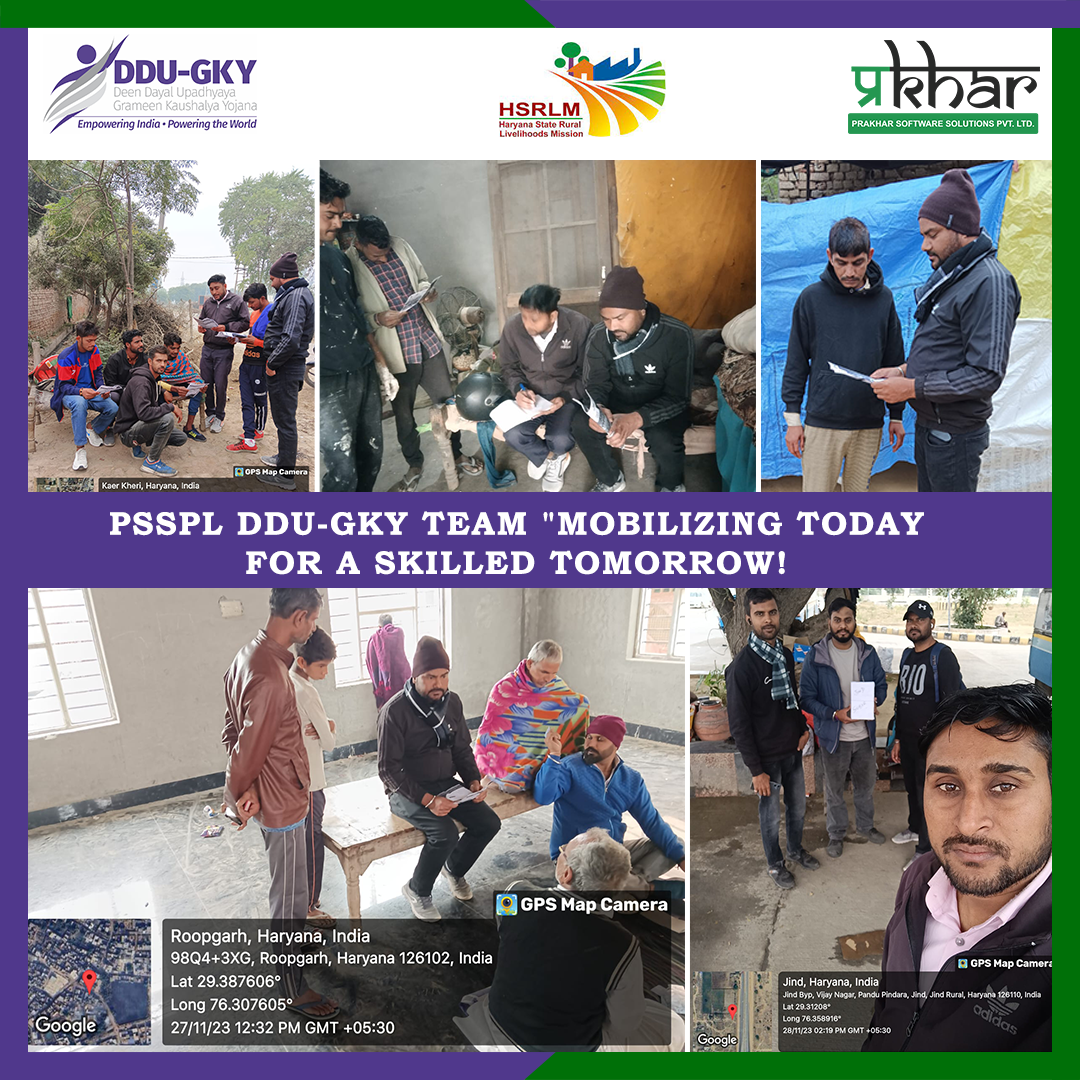 DDU-GKY
Deen Dayal Upadhyaya
Grameen Kaushalya Yojana
Empowering India • Powering the World
HSRLM
Haryana State Rural
Livelihoods Mission
प्रkhar
PRAKHAR SOFTWARE SOLUTIONS PVT. LTD.
adidas
GPS Map Camera
Kaer Kheri, Haryana, India
PSSPL DDU-GKY TEAM "MOBILIZING TODAY
FOR A SKILLED TOMORROW!
RIO
GPS Map Camera
Roopgarh, Haryana, India
98Q4+3XG, Roopgarh, Haryana 126102, India
Lat 29.387606°
Long 76.307605°
27/11/23 12:32 PM GMT +05:30
Google
GPS Map Camera
Jind, Haryana, India
Jind Byp, Vijay Nagar, Pandu Pindara, Jind, Jind Rural, Haryana 126110, India
Lat 29.31208°
Long 76.358916°
28/11/23 02:19 PM GMT +05:30
Google
adidas